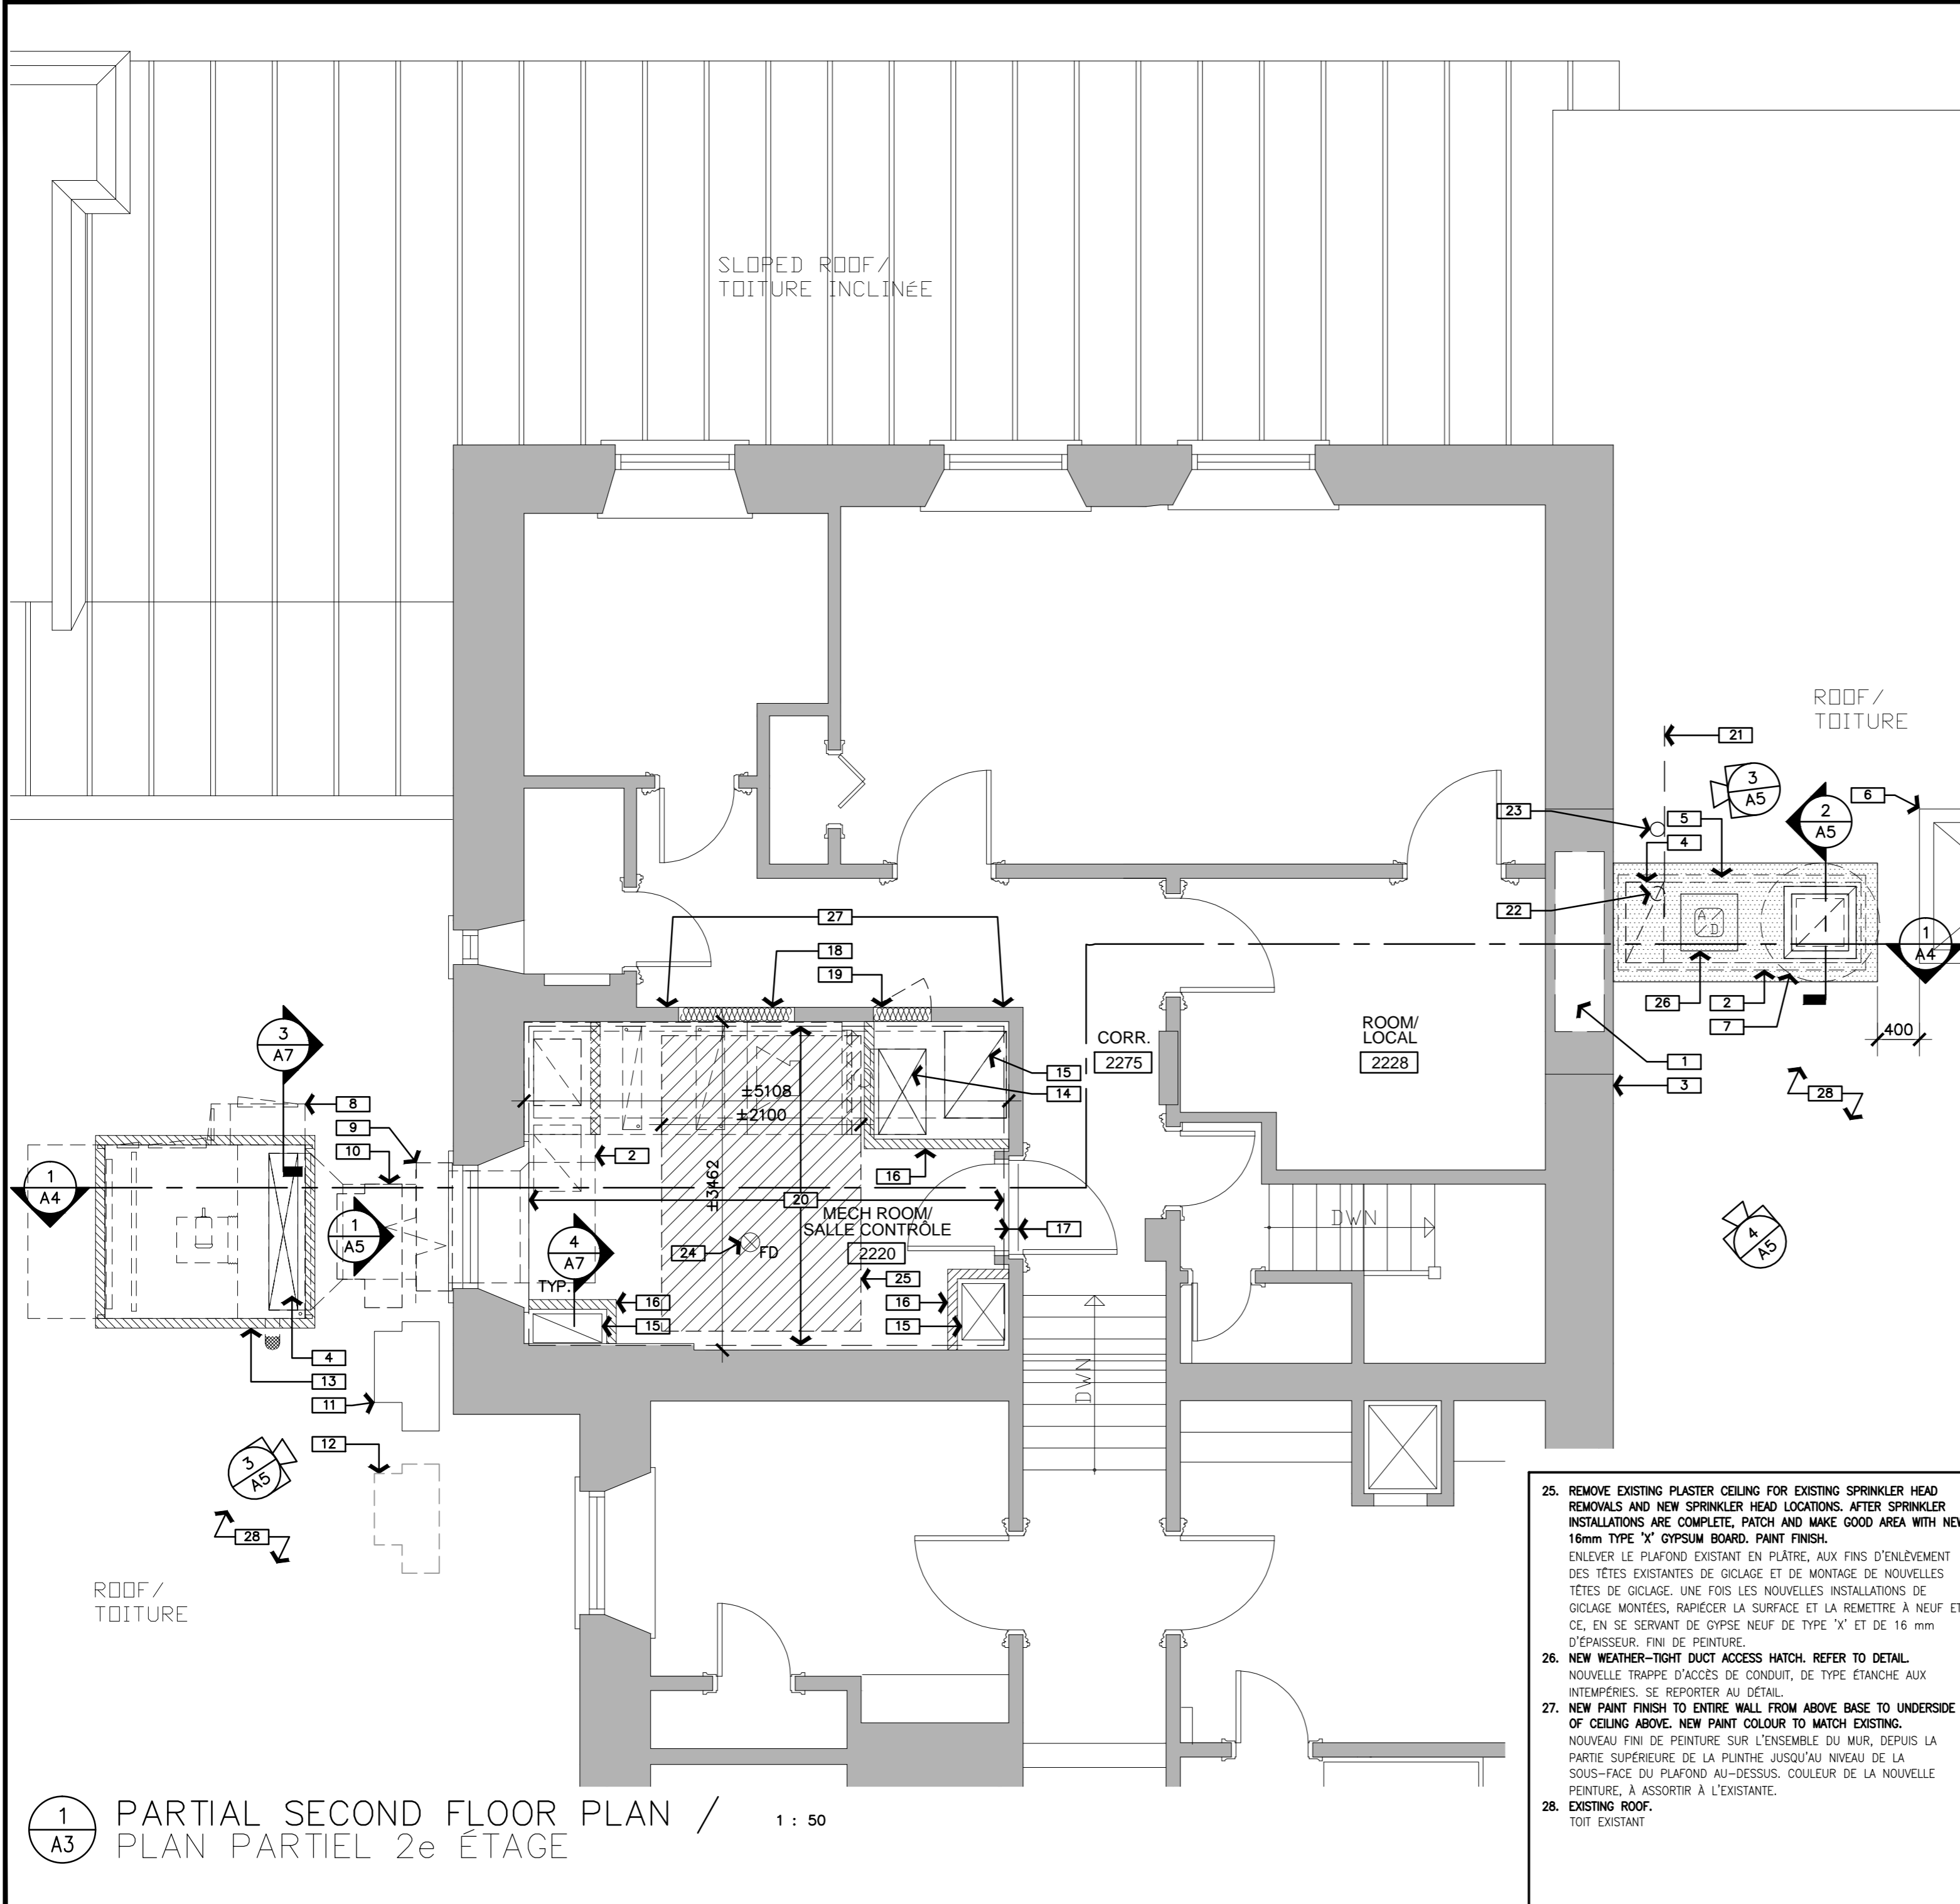 SLOPED ROOF/
TOITURE INCLINÉE
ROOF/
TOITURE
21
3
A5
2
A5
6
23
5
4
22
1
A4
26
2
7
400
1
3
28
27
18
19
CORR.
2275
ROOM/
LOCAL
2228
15
14
±5108
±2100
3
A7
8
9
10
1
A4
1
A5
2
16
±3462
20
MECH ROOM/
SALLE CONTRÔLE
2220
17
DWN
4
A5
24
FD
4
A7
TYP.
25
16
15
16
15
DWN
4
13
11
12
3
A5
28
ROOF/
TOITURE
25. REMOVE EXISTING PLASTER CEILING FOR EXISTING SPRINKLER HEAD
REMOVALS AND NEW SPRINKLER HEAD LOCATIONS. AFTER SPRINKLER
INSTALLATIONS ARE COMPLETE, PATCH AND MAKE GOOD AREA WITH NEW
16mm TYPE 'X' GYPSUM BOARD. PAINT FINISH.
ENLEVER LE PLAFOND EXISTANT EN PLÂTRE, AUX FINS D'ENLÈVEMENT
DES TÊTES EXISTANTES DE GICLAGE ET DE MONTAGE DE NOUVELLES
TÊTES DE GICLAGE. UNE FOIS LES NOUVELLES INSTALLATIONS DE
GICLAGE MONTÉES, RAPIÉCER LA SURFACE ET LA REMETTRE À NEUF ET
CE, EN SE SERVANT DE GYPSE NEUF DE TYPE 'X' ET DE 16 mm
D'ÉPAISSEUR. FINI DE PEINTURE.
26. NEW WEATHER-TIGHT DUCT ACCESS HATCH. REFER TO DETAIL.
NOUVELLE TRAPPE D'ACCÈS DE CONDUIT, DE TYPE ÉTANCHE AUX
INTEMPÉRIES. SE REPORTER AU DÉTAIL.
27. NEW PAINT FINISH TO ENTIRE WALL FROM ABOVE BASE TO UNDERSIDE
OF CEILING ABOVE. NEW PAINT COLOUR TO MATCH EXISTING.
NOUVEAU FINI DE PEINTURE SUR L'ENSEMBLE DU MUR, DEPUIS LA
PARTIE SUPÉRIEURE DE LA PLINTHE JUSQU'AU NIVEAU DE LA
SOUS-FACE DU PLAFOND AU-DESSUS. COULEUR DE LA NOUVELLE
PEINTURE, À ASSORTIR À L'EXISTANTE.
28. EXISTING ROOF.
TOIT EXISTANT
1
A3
PARTIAL SECOND FLOOR PLAN /
PLAN PARTIEL 2e ÉTAGE
1 : 50